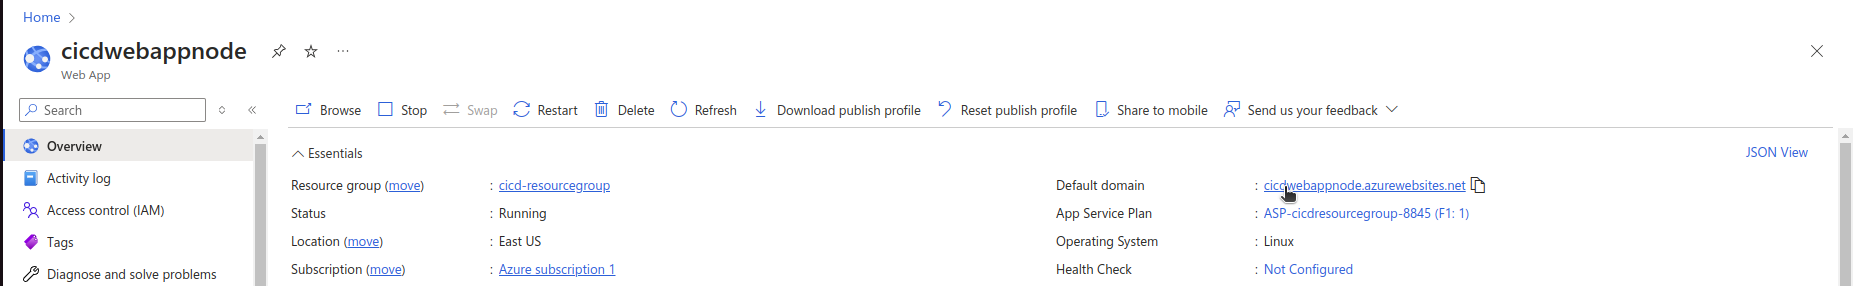 Home >
cicdwebappnode ...
Web App
Search
«
Browse Stop Swap Restart Delete Refresh Download publish profile Reset publish profile Share to mobile Send us your feedback
Overview
Activity log
Access control (IAM)
Tags
Diagnose and solve problems
Essentials JSON View
Resource group (move) : cicd-resourcegroup
Status : Running
Location (move) : East US
Subscription (move) : Azure subscription 1
Default domain : cicdwebappnode.azurewebsites.net
App Service Plan : ASP-cicdresourcegroup-8845 (F1: 1)
Operating System : Linux
Health Check : Not Configured